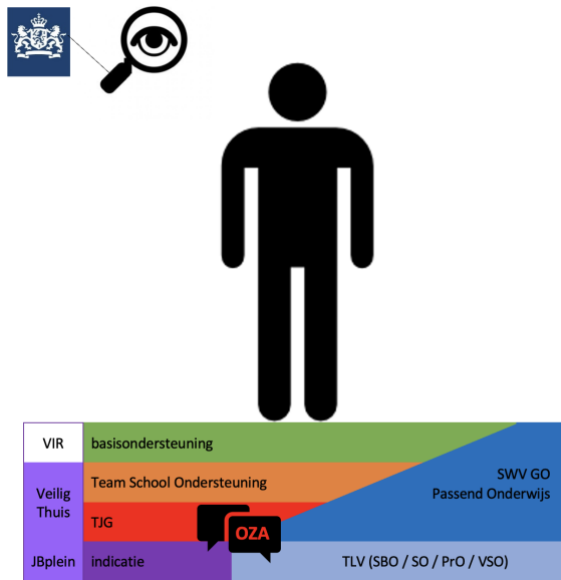 VIR
basisondersteuning
Veilig
Thuis
Team School Ondersteuning
TJG
OZA
SWV GO
Passend Onderwijs
JBplein
indicatie
TLV (SBO / SO / PrO / VSO)